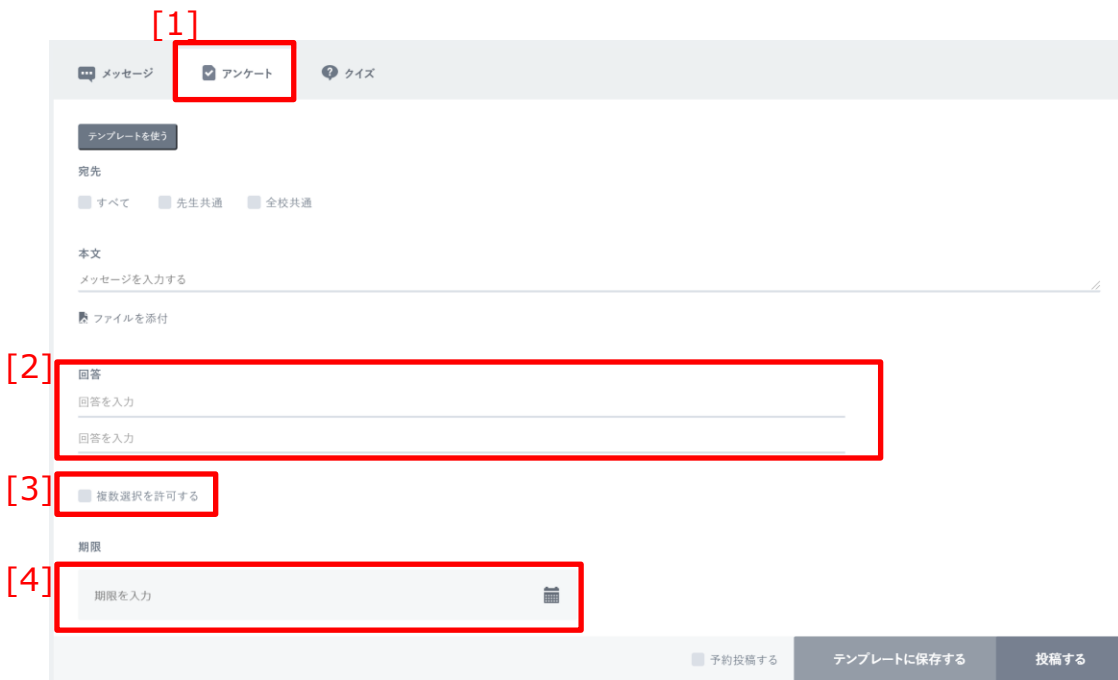 [1]
メッセージ アンケート クイズ
テンプレートを使う
宛先
すべて 先生共通 全校共通
本文
メッセージを入力する
ファイルを添付
[2]
回答
回答を入力
回答を入力
[3]
複数選択を許可する
期限
[4]
期限を入力
予約投稿する テンプレートに保存する 投稿する